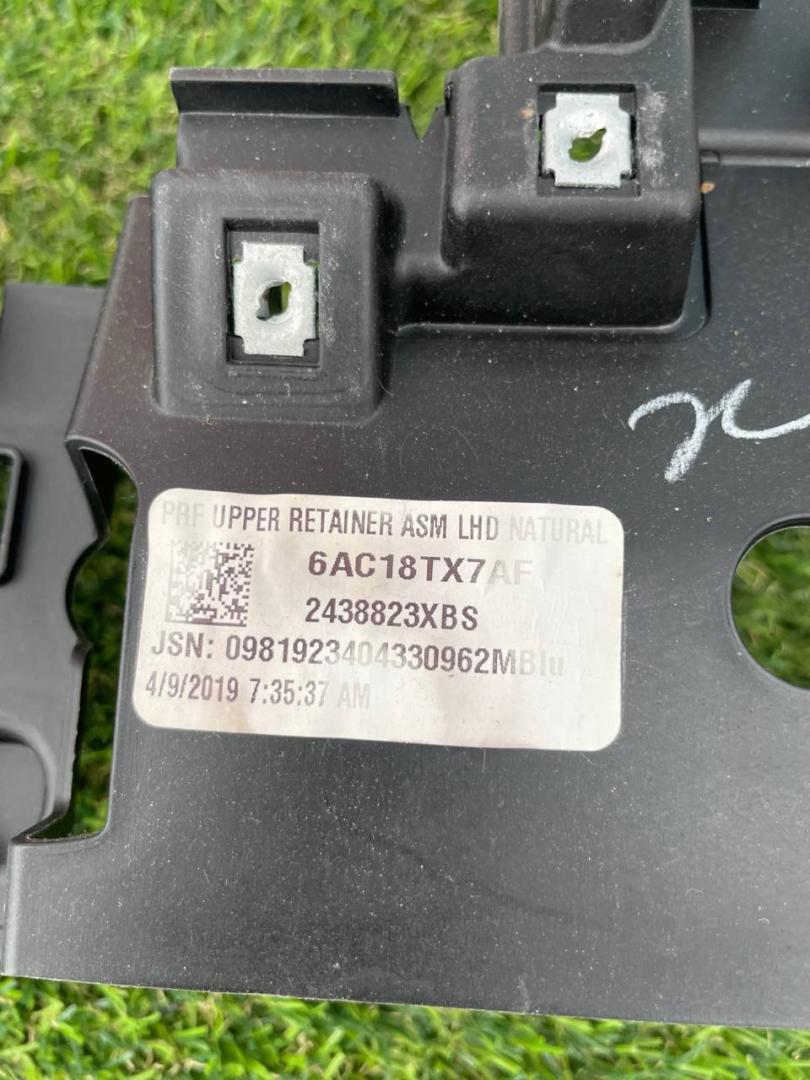 PRF UPPER RETAINER ASM LHD NATURAL
6AC18TX7AF
2438823XBS
JSN: 0981923404330962MBlu
4/9/2019 7:35:37 AM